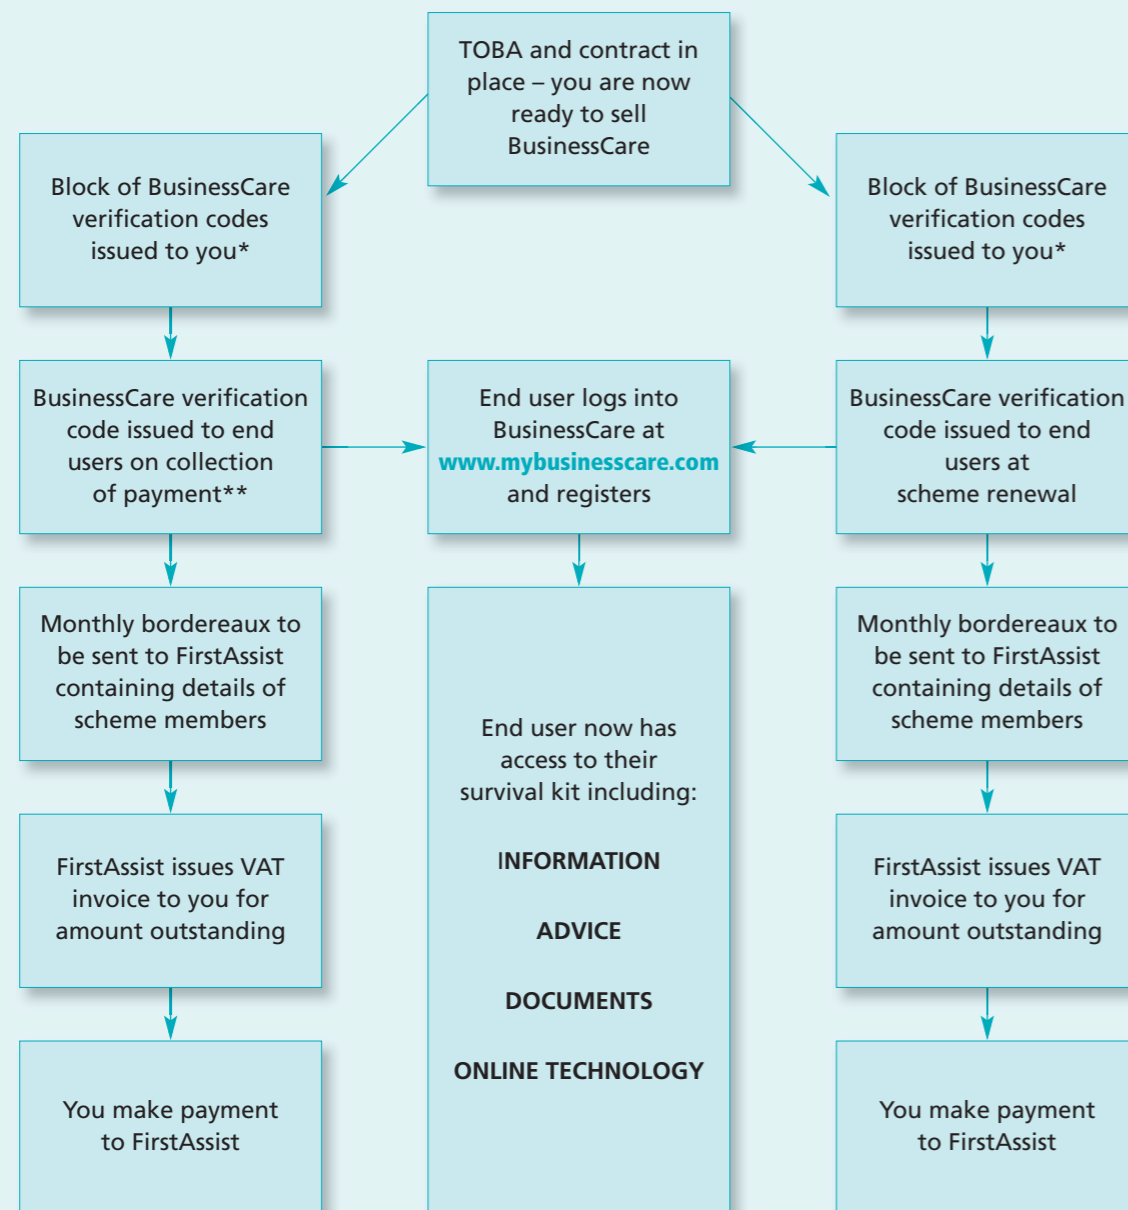 TOBA and contract in
place – you are now
ready to sell
BusinessCare
Block of BusinessCare
verification codes
issued to you*
Block of BusinessCare
verification codes
issued to you*
BusinessCare verification
code issued to end
users on collection
of payment**
End user logs into
BusinessCare at
www.mybusinesscare.com
and registers
BusinessCare verification
code issued to end
users at
scheme renewal
Monthly bordereaux to
be sent to FirstAssist
containing details of
scheme members
End user now has
access to their
survival kit including:
INFORMATION
ADVICE
DOCUMENTS
ONLINE TECHNOLOGY
Monthly bordereaux to
be sent to FirstAssist
containing details of
scheme members
FirstAssist issues VAT
invoice to you for
amount outstanding
FirstAssist issues VAT
invoice to you for
amount outstanding
You make payment
to FirstAssist
You make payment
to FirstAssist